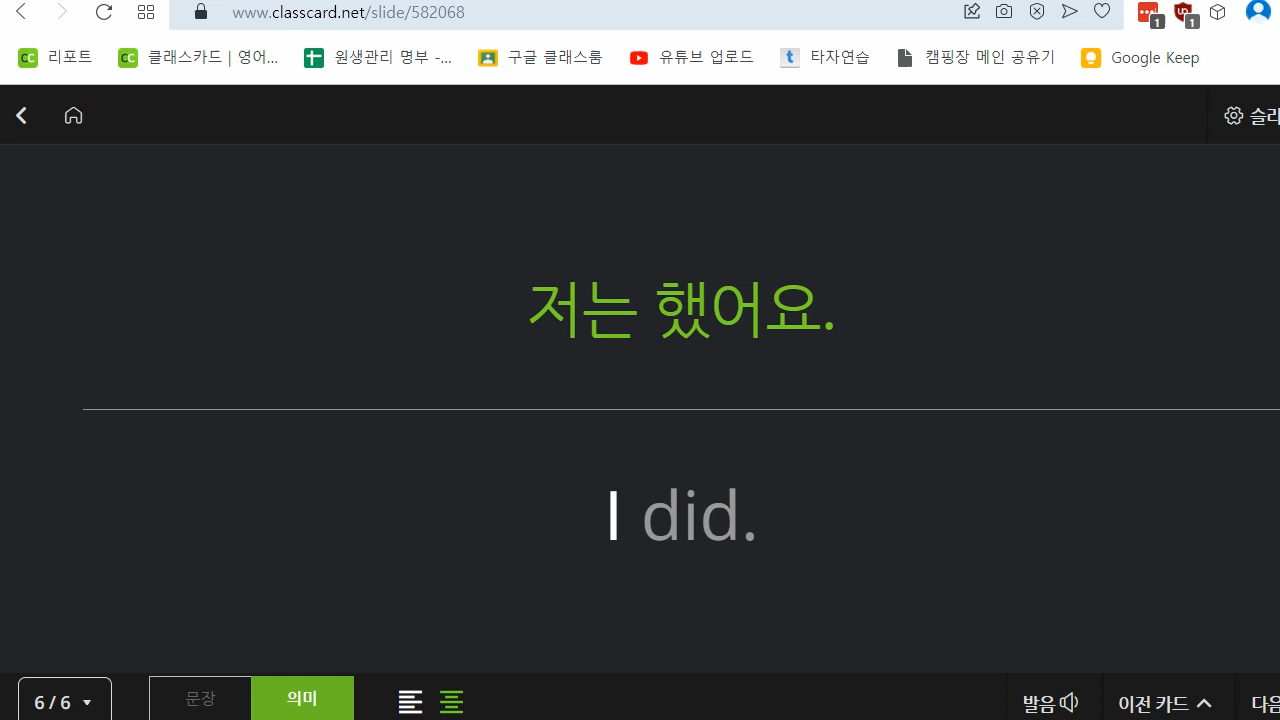 www.classcard.net/slide/582068
1 1
리포트 클래스카드 | 영어... 원생관리 명부 -... 구글 클래스룸 유튜브 업로드 타자연습 캠핑장 메인 공유기 Google Keep
저는 했어요.
I did.
6 / 6 문장 의미 발음 이전 카드